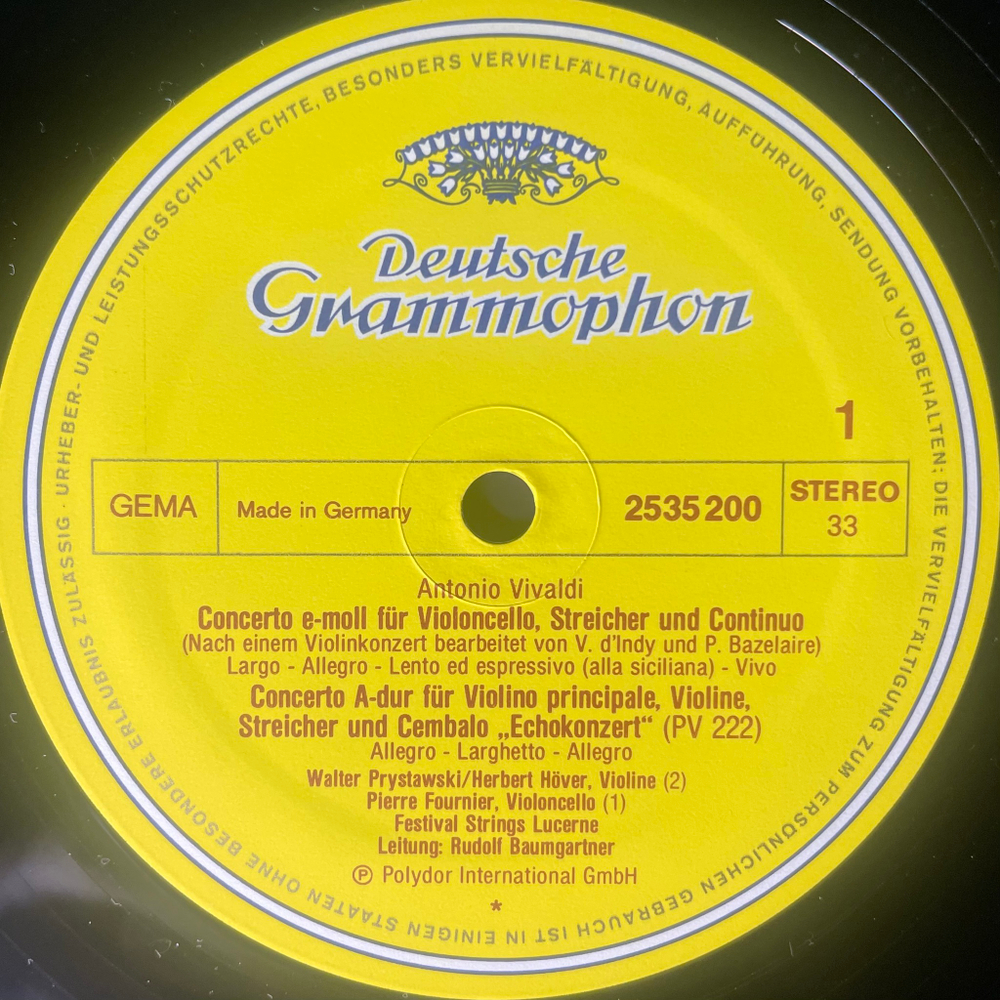 URHEBER- UND LEISTUNGSSCHUTZRECHTE, BESONDERS VERVIELFÄLTIGUNG, AUFFÜHRUNG, SENDUNG VORBEHALTEN; DIE VERVIELFÄLTIGUNG ZUM PERSÖNLICHEN GEBRAUCH IST IN EINIGEN STAATEN OHNE BESONDERE ERLAUBNIS ZULÄSSIG ·
Deutsche
Grammophon
1
GEMA Made in Germany 2535 200 STEREO
33
Antonio Vivaldi
Concerto e-moll für Violoncello, Streicher und Continuo
(Nach einem Violinkonzert bearbeitet von V. d'Indy und P. Bazelaire)
Largo - Allegro - Lento ed espressivo (alla siciliana) - Vivo
Concerto A-dur für Violino principale, Violine,
Streicher und Cembalo „Echokonzert“ (PV 222)
Allegro - Larghetto - Allegro
Walter Prystawski/Herbert Höver, Violine (2)
Pierre Fournier, Violoncello (1)
Festival Strings Lucerne
Leitung: Rudolf Baumgartner
Ⓟ Polydor International GmbH
*